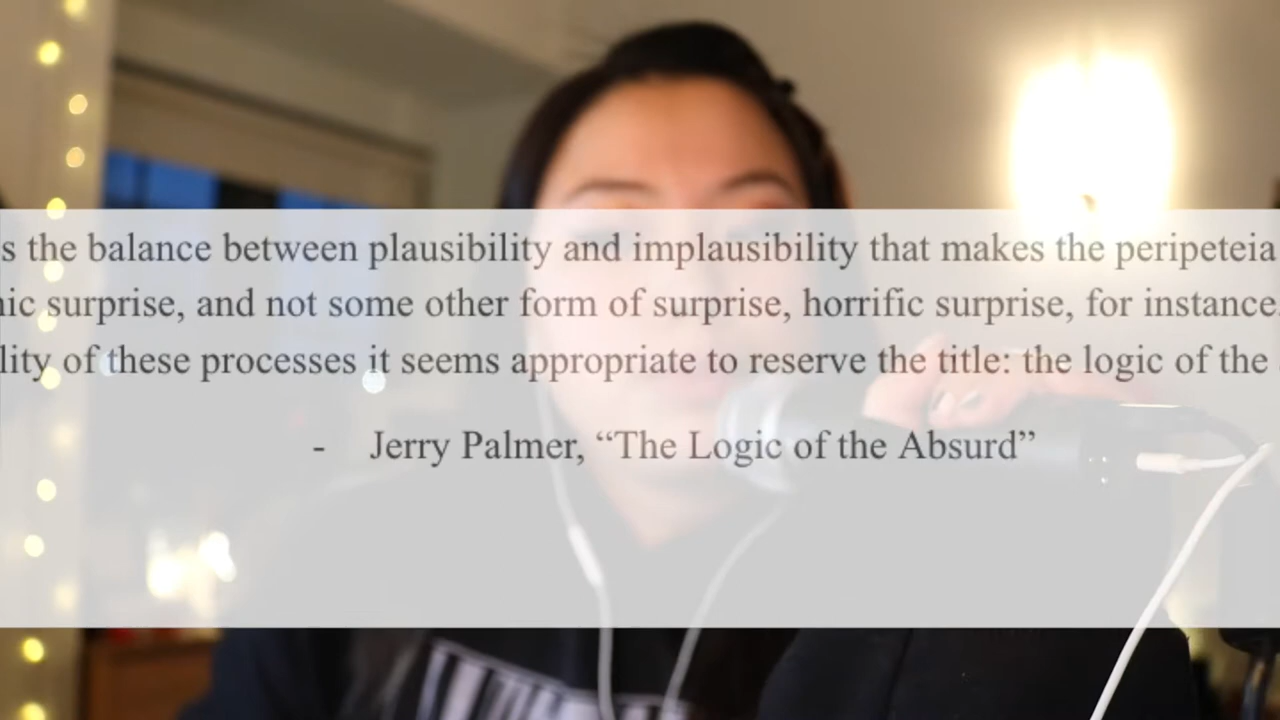 s the balance between plausibility and implausibility that makes the peripeteia
nic surprise, and not some other form of surprise, horrific surprise, for instance.
lity of these processes it seems appropriate to reserve the title: the logic of the
- Jerry Palmer, “The Logic of the Absurd”